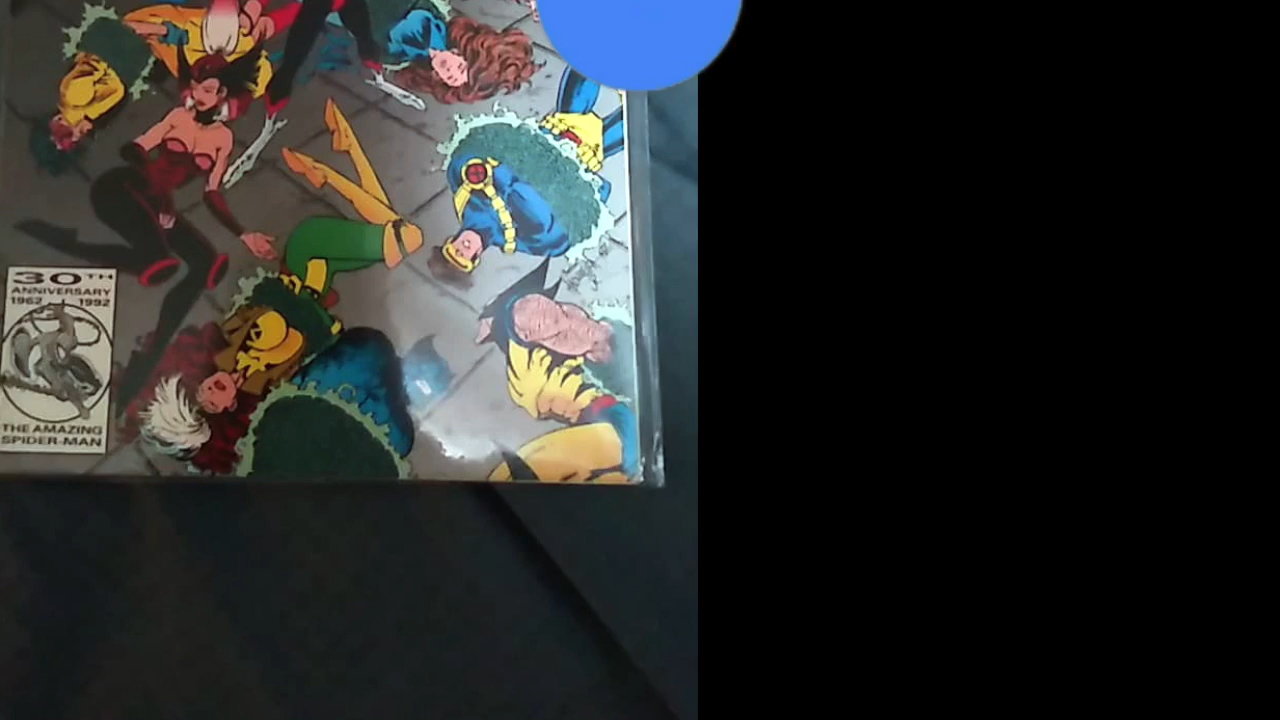 30TH
ANNIVERSARY
1962 1992
THE AMAZING
SPIDER-MAN